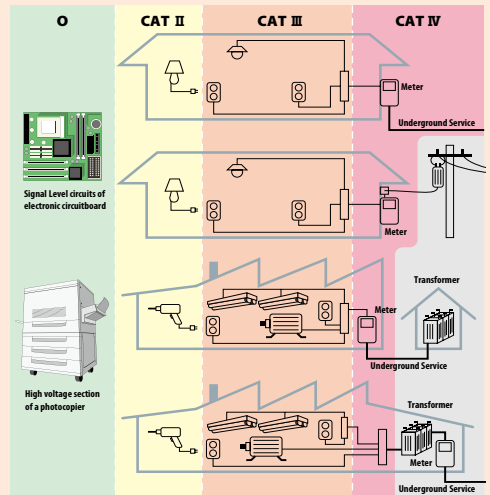 O
CAT II
CAT III
CAT IV
Meter
Underground Service
Signal Level circuits of
electronic circuitboard
Meter
Transformer
Meter
Underground Service
High voltage section
of a photocopier
Transformer
Meter
Underground Service